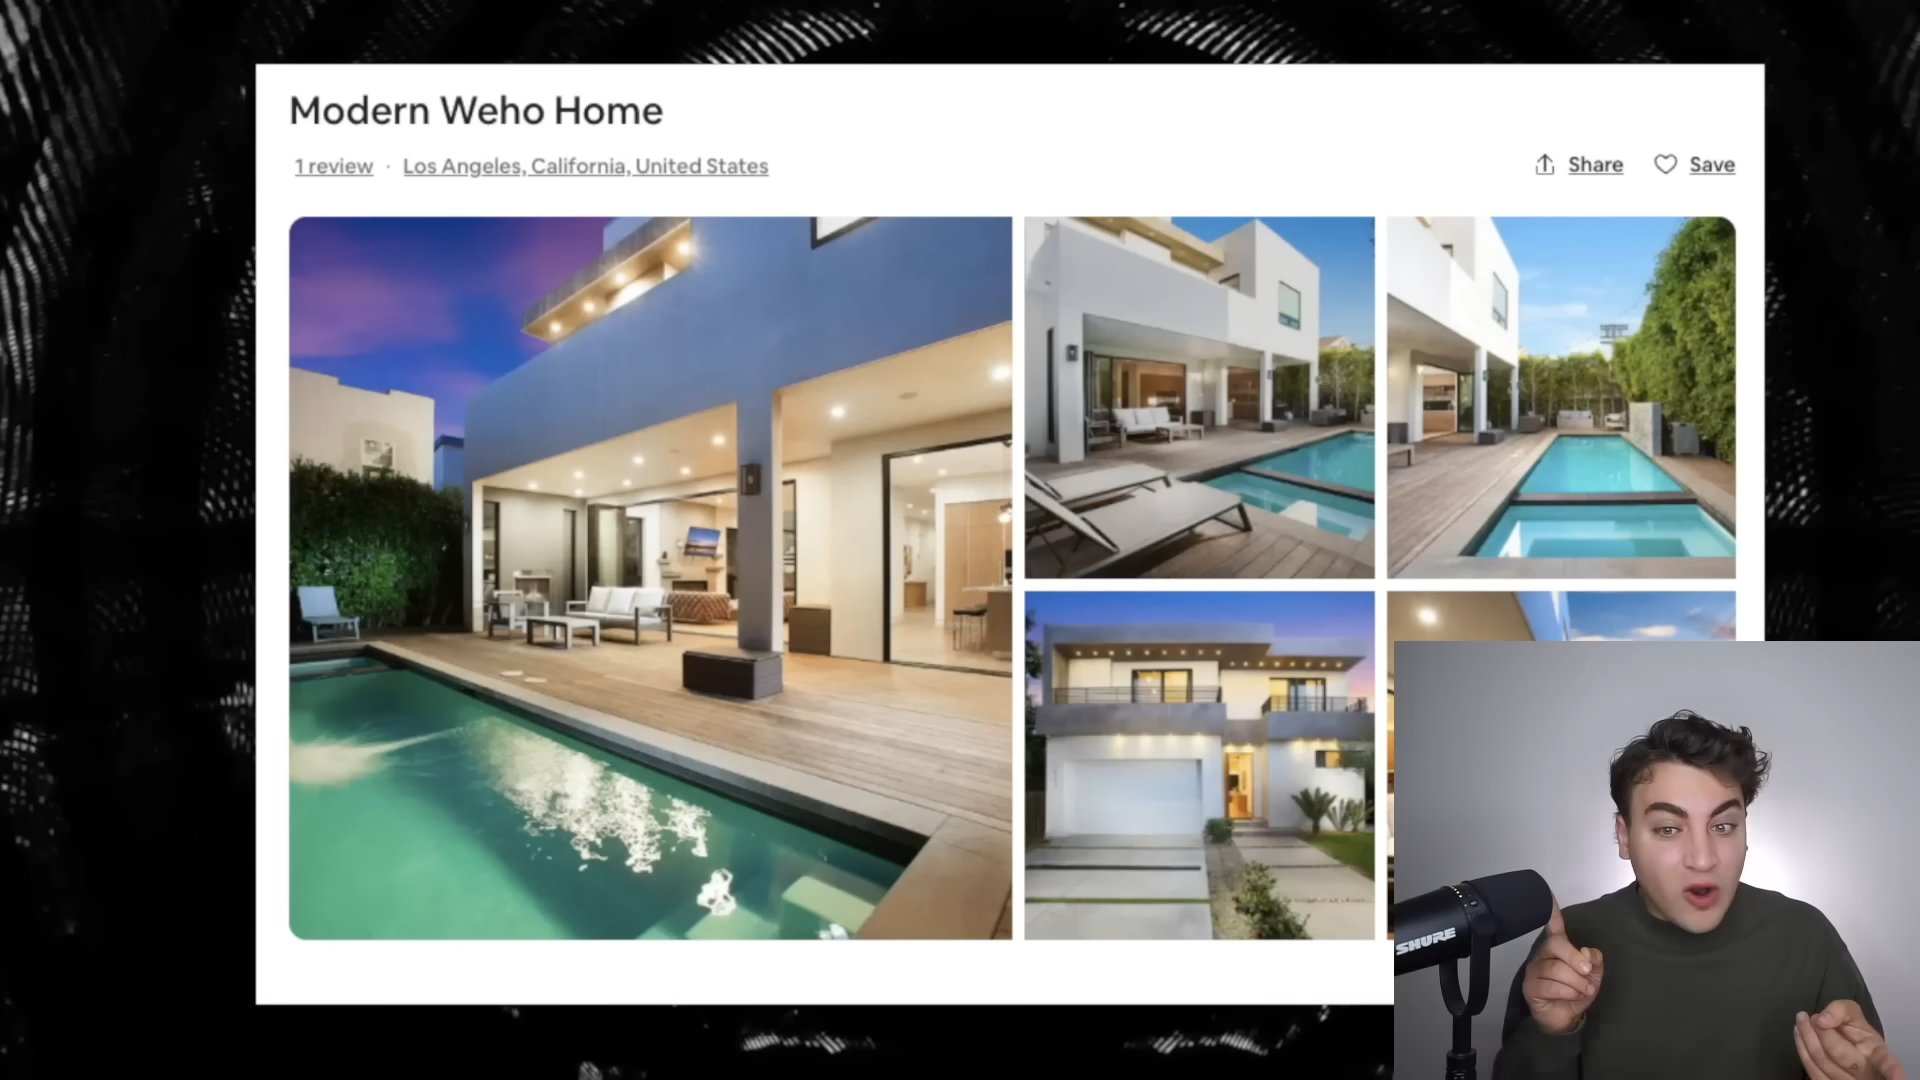 Modern Weho Home
1 review · Los Angeles, California, United States
Share Save
SHURE